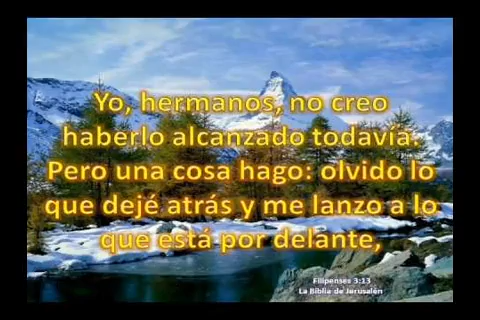 Yo, hermanos, no creo
haberlo alcanzado todavía.
Pero una cosa hago: olvido lo
que dejé atrás y me lanzo a lo
que está por delante,
Filipenses 3:13
La Biblia de Jerusalén